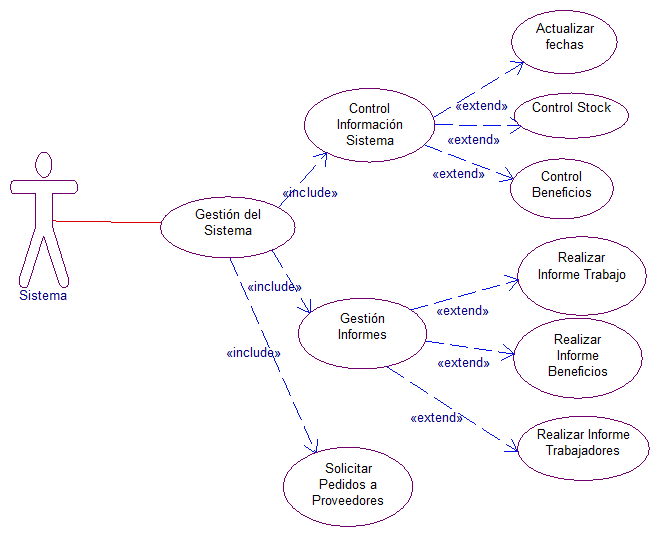 Actualizar
fechas
«extend»
Control Stock
«extend»
Control
Información
Sistema
«extend»
Control
Beneficios
«include»
Gestión del
Sistema
Sistema
«include»
Realizar
Informe Trabajo
«extend»
Gestión
Informes
«extend»
Realizar
Informe
Beneficios
«include»
«extend»
Realizar Informe
Trabajadores
Solicitar
Pedidos a
Proveedores